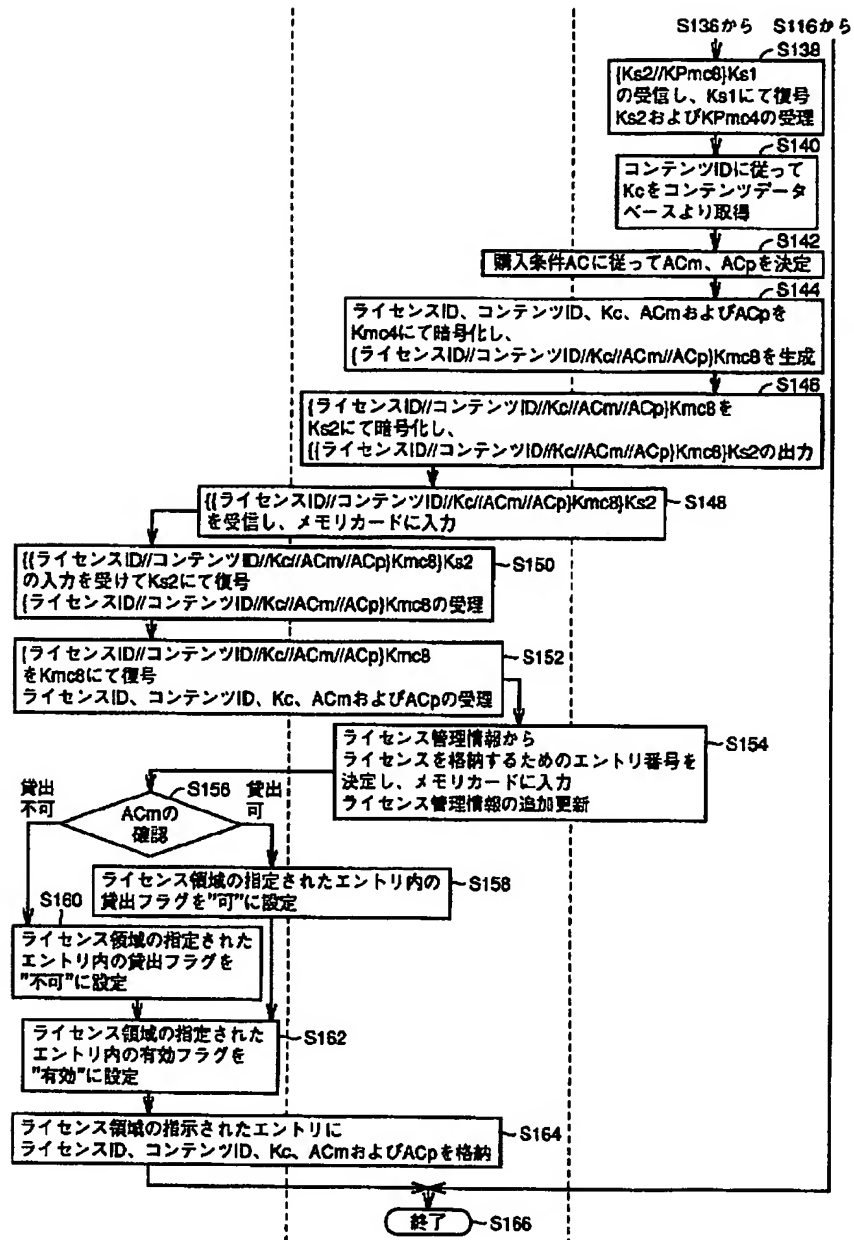 S136から S116から
S138
{Ks2//KPmc8}Ks1
の受信し、Ks1にて復号
Ks2およびKPmc4の受理
S140
コンテンツIDに従って
Kcをコンテンツデータ
ベースより取得
S142
購入条件ACに従ってACm、ACpを決定
S144
ライセンスID、コンテンツID、Kc、ACmおよびACpを
Kmc4にて暗号化し、
{ライセンスID//コンテンツID//Kc//ACm//ACp}Kmc8を生成
S146
{ライセンスID//コンテンツID//Kc//ACm//ACp}Kmc8を
Ks2にて暗号化し、
{{ライセンスID//コンテンツID//Kc//ACm//ACp}Kmc8}Ks2の出力
{{ライセンスID//コンテンツID//Kc//ACm//ACp}Kmc8}Ks2
を受信し、メモリカードに入力
S148
{{ライセンスID//コンテンツID//Kc//ACm//ACp}Kmc8}Ks2
の入力を受けてKs2にて復号
{ライセンスID//コンテンツID//Kc//ACm//ACp}Kmc8の受理
S150
{ライセンスID//コンテンツID//Kc//ACm//ACp}Kmc8
をKmc8にて復号
ライセンスID、コンテンツID、Kc、ACmおよびACpの受理
S152
ライセンス管理情報から
ライセンスを格納するためのエントリ番号を
決定し、メモリカードに入力
ライセンス管理情報の追加更新
S154
貸出
不可
S156
貸出
可
ACmの
確認
ライセンス領域の指定されたエントリ内の
貸出フラグを"可"に設定
S158
S160
ライセンス領域の指定された
エントリ内の貸出フラグを
"不可"に設定
ライセンス領域の指定された
エントリ内の有効フラグを
"有効"に設定
S162
ライセンス領域の指示されたエントリに
ライセンスID、コンテンツID、Kc、ACmおよびACpを格納
S164
終了
S166